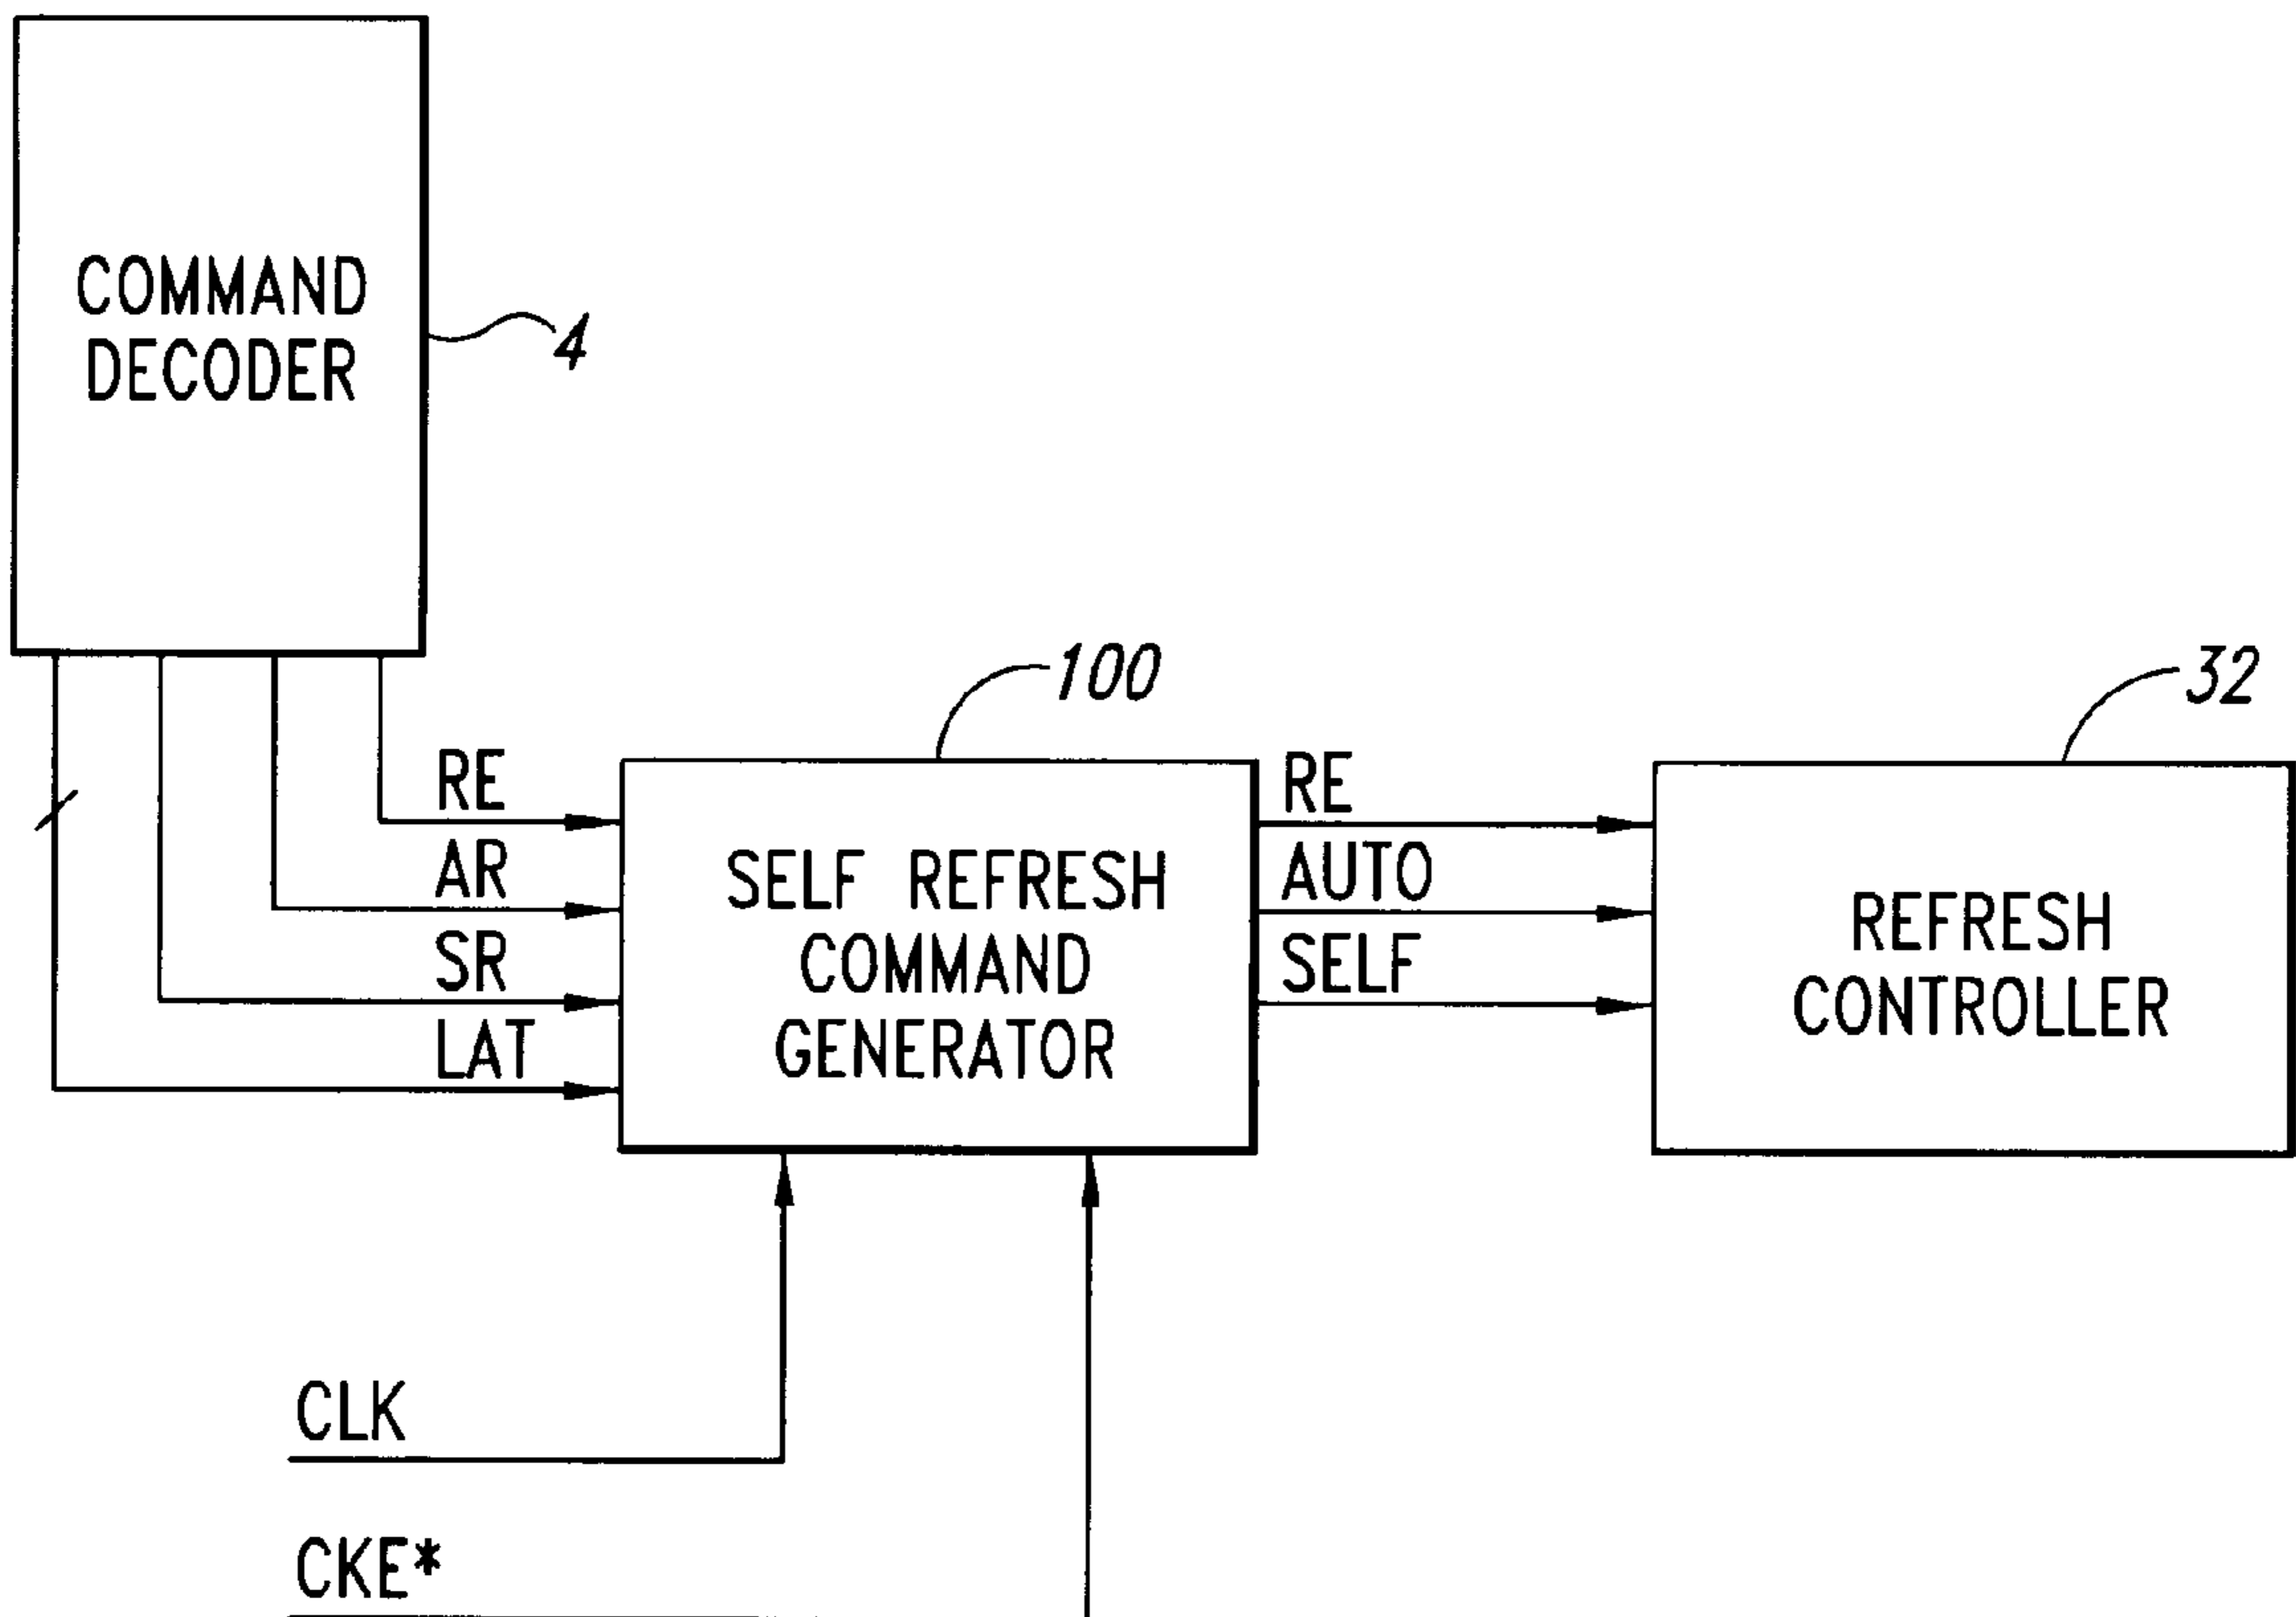 COMMAND
DECODER
4
100
32
RE
AR
SR
LAT
SELF REFRESH
COMMAND
GENERATOR
RE
AUTO
SELF
REFRESH
CONTROLLER
CLK
CKE*